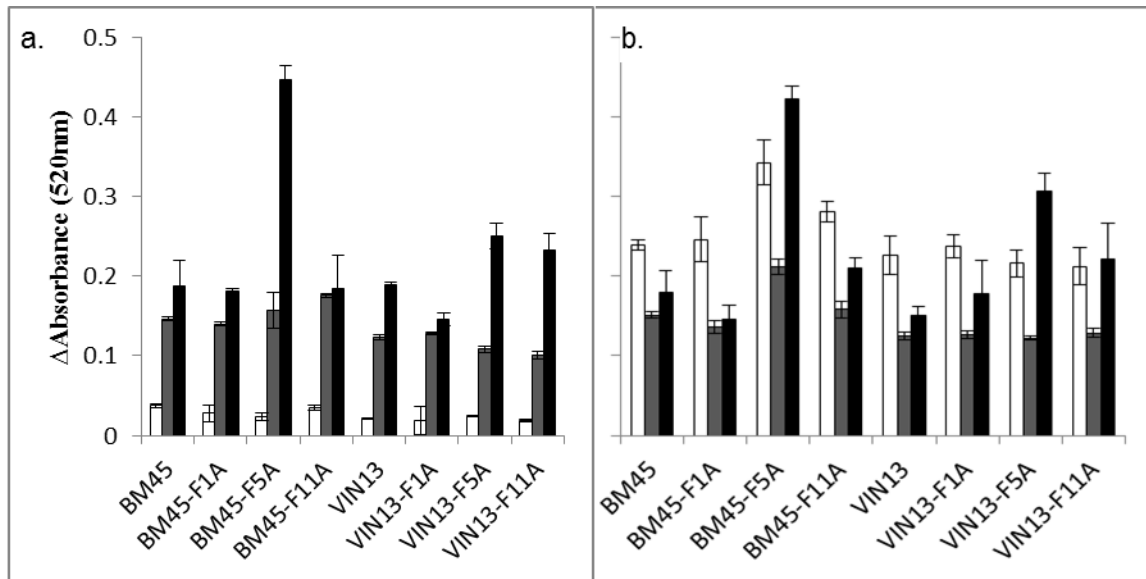 a.
b.
ΔAbsorbance (520nm)
0.5
0.4
0.3
0.2
0.1
0
BM45
BM45-F1A
BM45-F5A
BM45-F11A
VIN13
VIN13-F1A
VIN13-F5A
VIN13-F11A
BM45
BM45-F1A
BM45-F5A
BM45-F11A
VIN13
VIN13-F1A
VIN13-F5A
VIN13-F11A